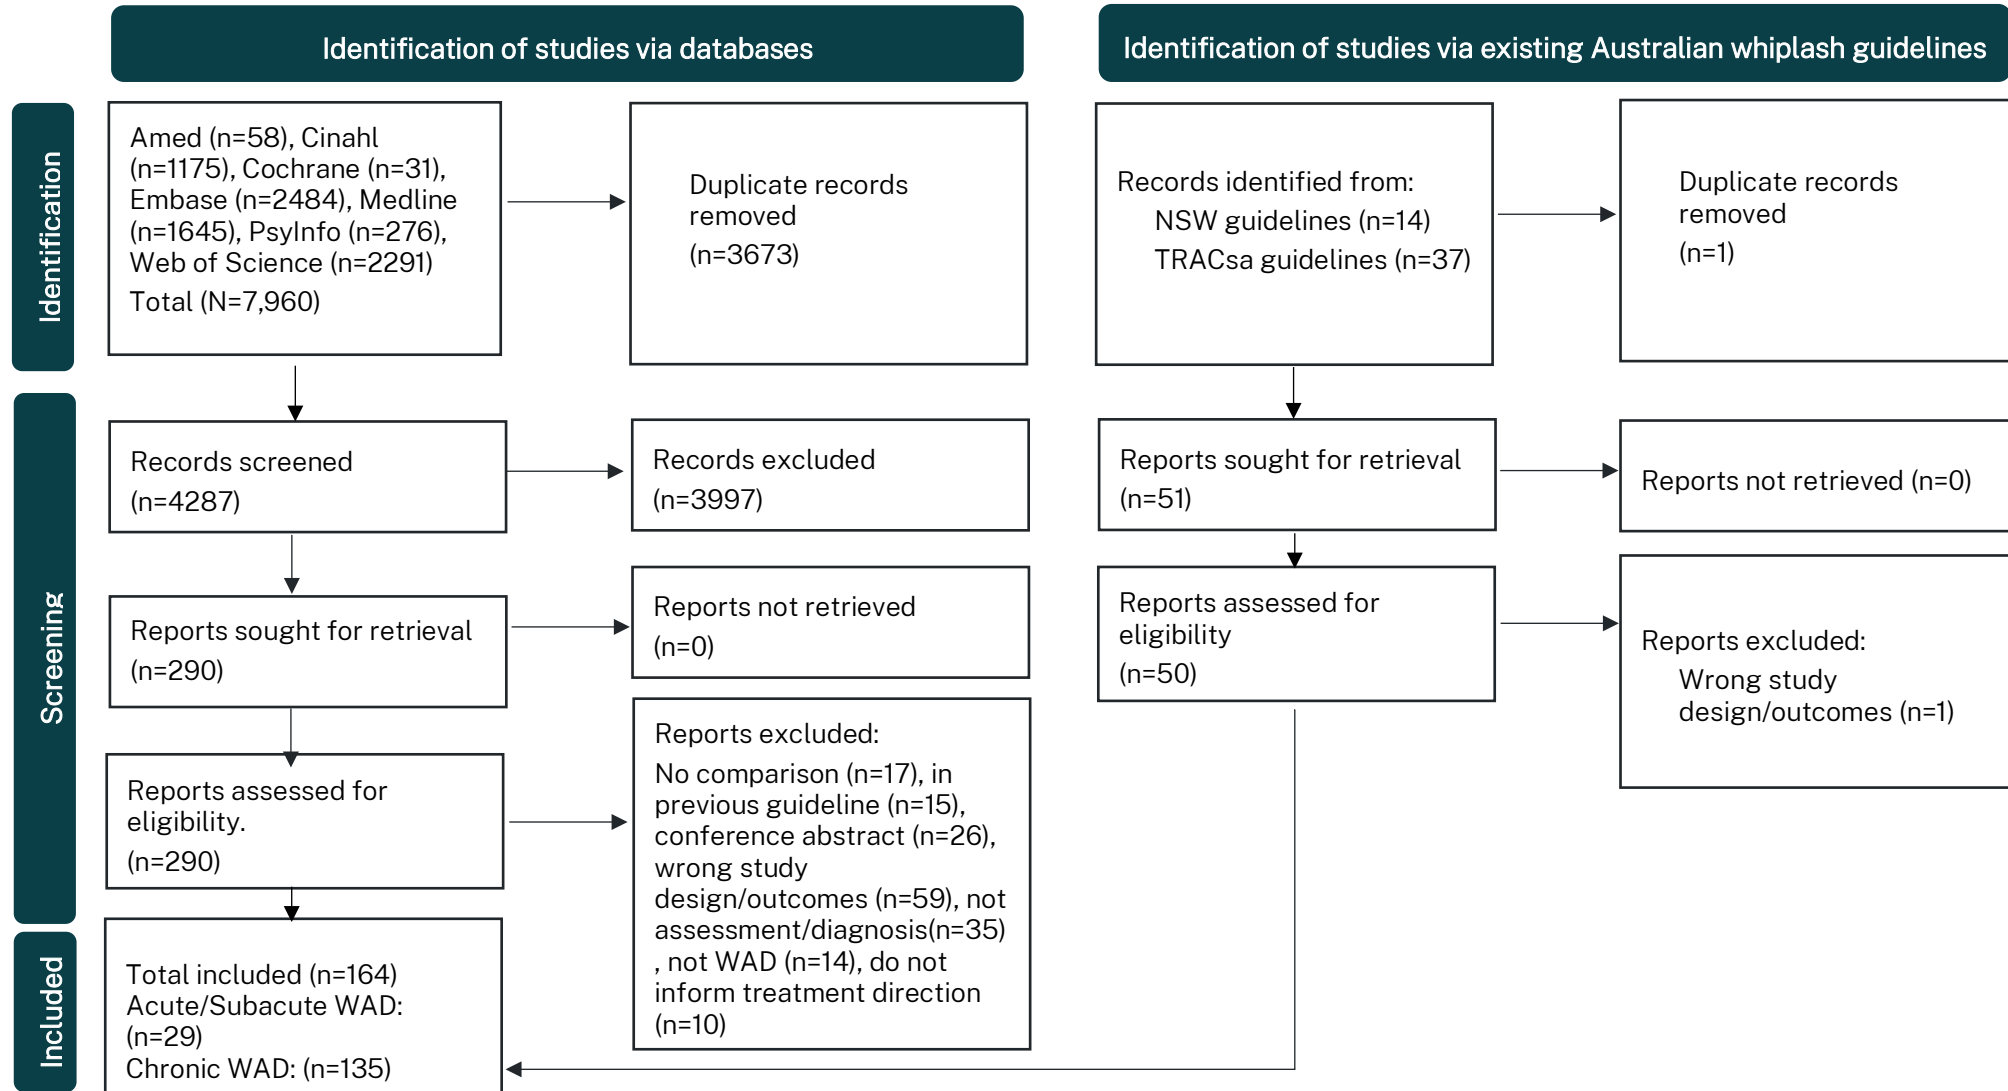 Identification of studies via databases
Identification of studies via existing Australian whiplash guidelines
Identification
Amed (n=58), Cinahl
(n=1175), Cochrane (n=31),
Embase (n=2484), Medline
(n=1645), PsyInfo (n=276),
Web of Science (n=2291)
Total (N=7,960)
Duplicate records
removed
(n=3673)
Records identified from:
NSW guidelines (n=14)
TRACsa guidelines (n=37)
Duplicate records
removed
(n=1)
Screening
Records screened
(n=4287)
Records excluded
(n=3997)
Reports sought for retrieval
(n=51)
Reports not retrieved (n=0)
Reports sought for retrieval
(n=290)
Reports not retrieved
(n=0)
Reports assessed for
eligibility
(n=50)
Reports excluded:
Wrong study
design/outcomes (n=1)
Reports assessed for
eligibility.
(n=290)
Reports excluded:
No comparison (n=17), in
previous guideline (n=15),
conference abstract (n=26),
wrong study
design/outcomes (n=59), not
assessment/diagnosis(n=35)
, not WAD (n=14), do not
inform treatment direction
(n=10)
Included
Total included (n=164)
Acute/Subacute WAD:
(n=29)
Chronic WAD: (n=135)